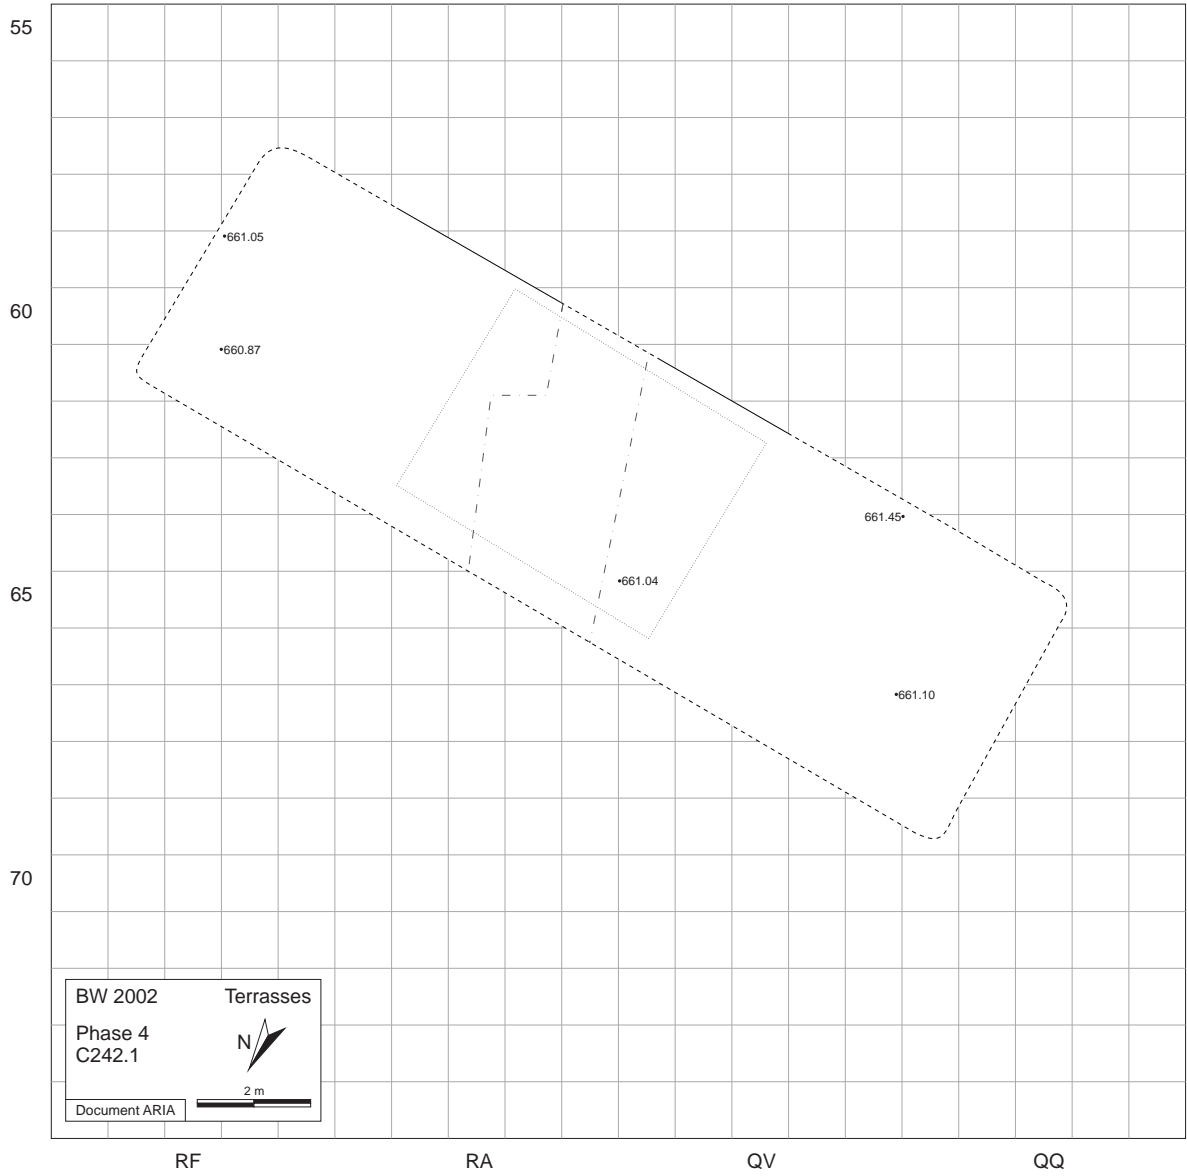 55
661.05
60
660.87
661.45
661.04
65
661.10
70
BW 2002 Terrasses
Phase 4
C242.1
N
2 m
Document ARIA
RF RA QV QQ